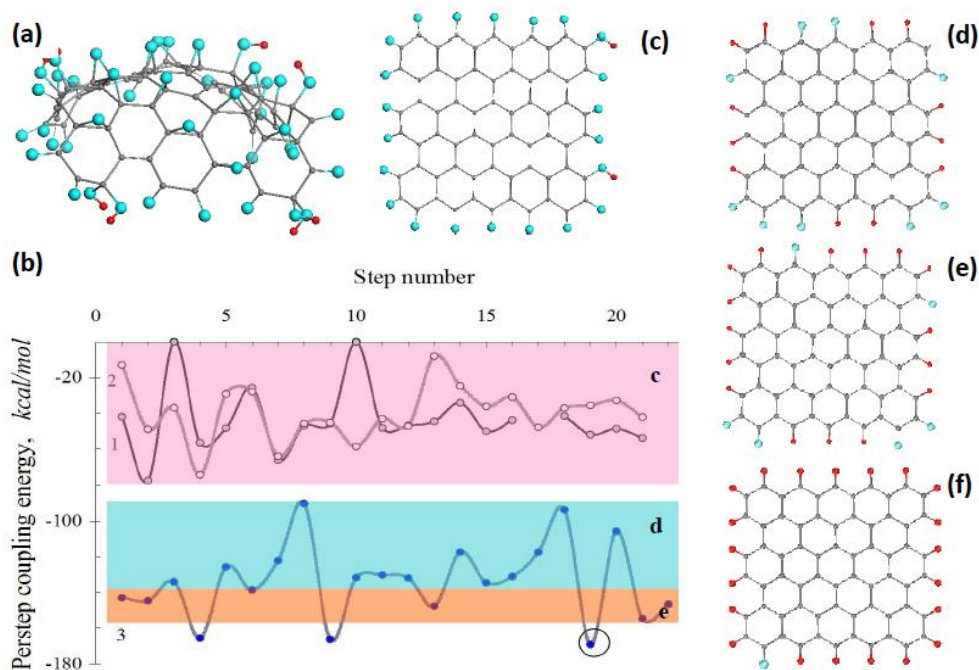 (a)
(c)
(d)
(b)
Step number
0
5
10
15
20
-20
2
c
1
Perstep coupling energy, kcal/mol
-100
d
e
3
-180
(e)
(f)